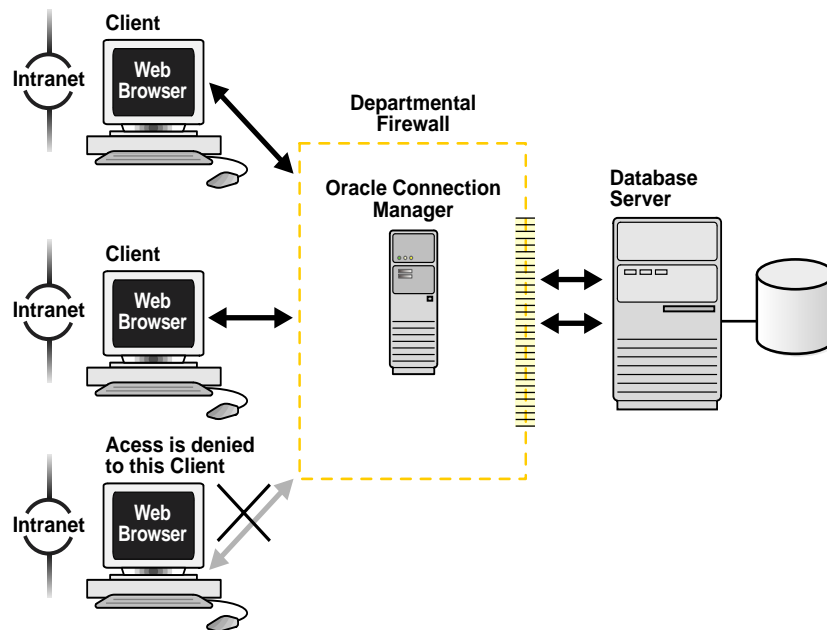 Client
Intranet
Web
Browser
Departmental
Firewall
Oracle Connection
Manager
Database
Server
Client
Intranet
Web
Browser
Acess is denied
to this Client
Intranet
Web
Browser